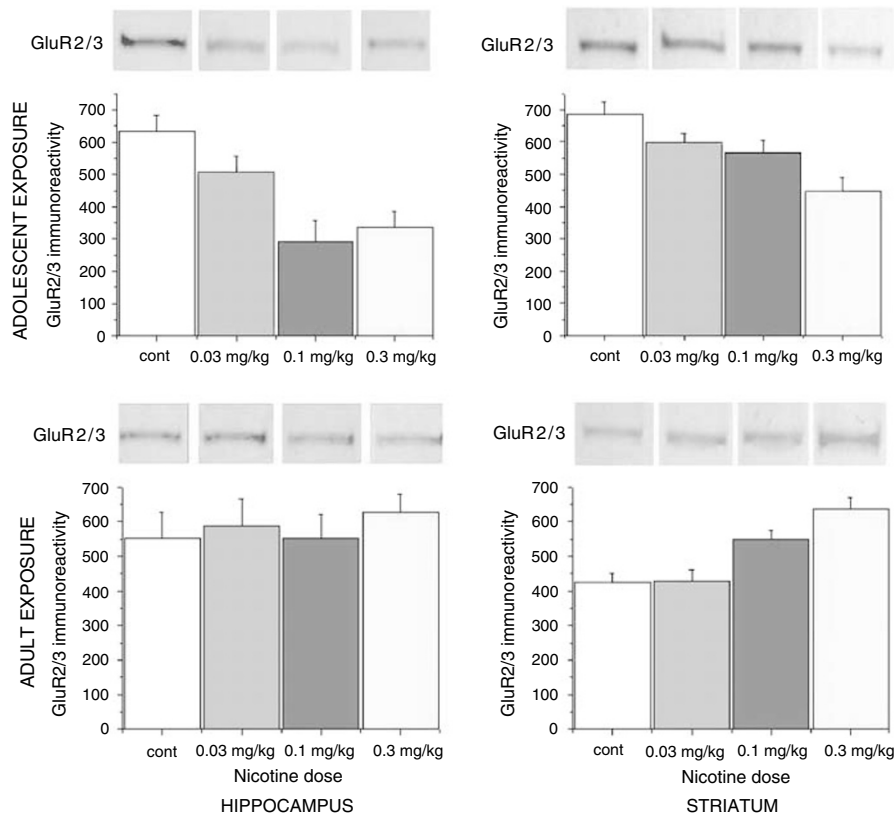 GluR2/3
ADOLESCENT EXPOSURE
GluR2/3 immunoreactivity
700
600
500
400
300
200
100
0
cont 0.03 mg/kg 0.1 mg/kg 0.3 mg/kg
GluR2/3
GluR2/3 immunoreactivity
700
600
500
400
300
200
100
0
cont 0.03 mg/kg 0.1 mg/kg 0.3 mg/kg
GluR2/3
ADULT EXPOSURE
GluR2/3 immunoreactivity
700
600
500
400
300
200
100
0
cont 0.03 mg/kg 0.1 mg/kg 0.3 mg/kg
Nicotine dose
HIPPOCAMPUS
GluR2/3
GluR2/3 immunoreactivity
700
600
500
400
300
200
100
0
cont 0.03 mg/kg 0.1 mg/kg 0.3 mg/kg
Nicotine dose
STRIATUM